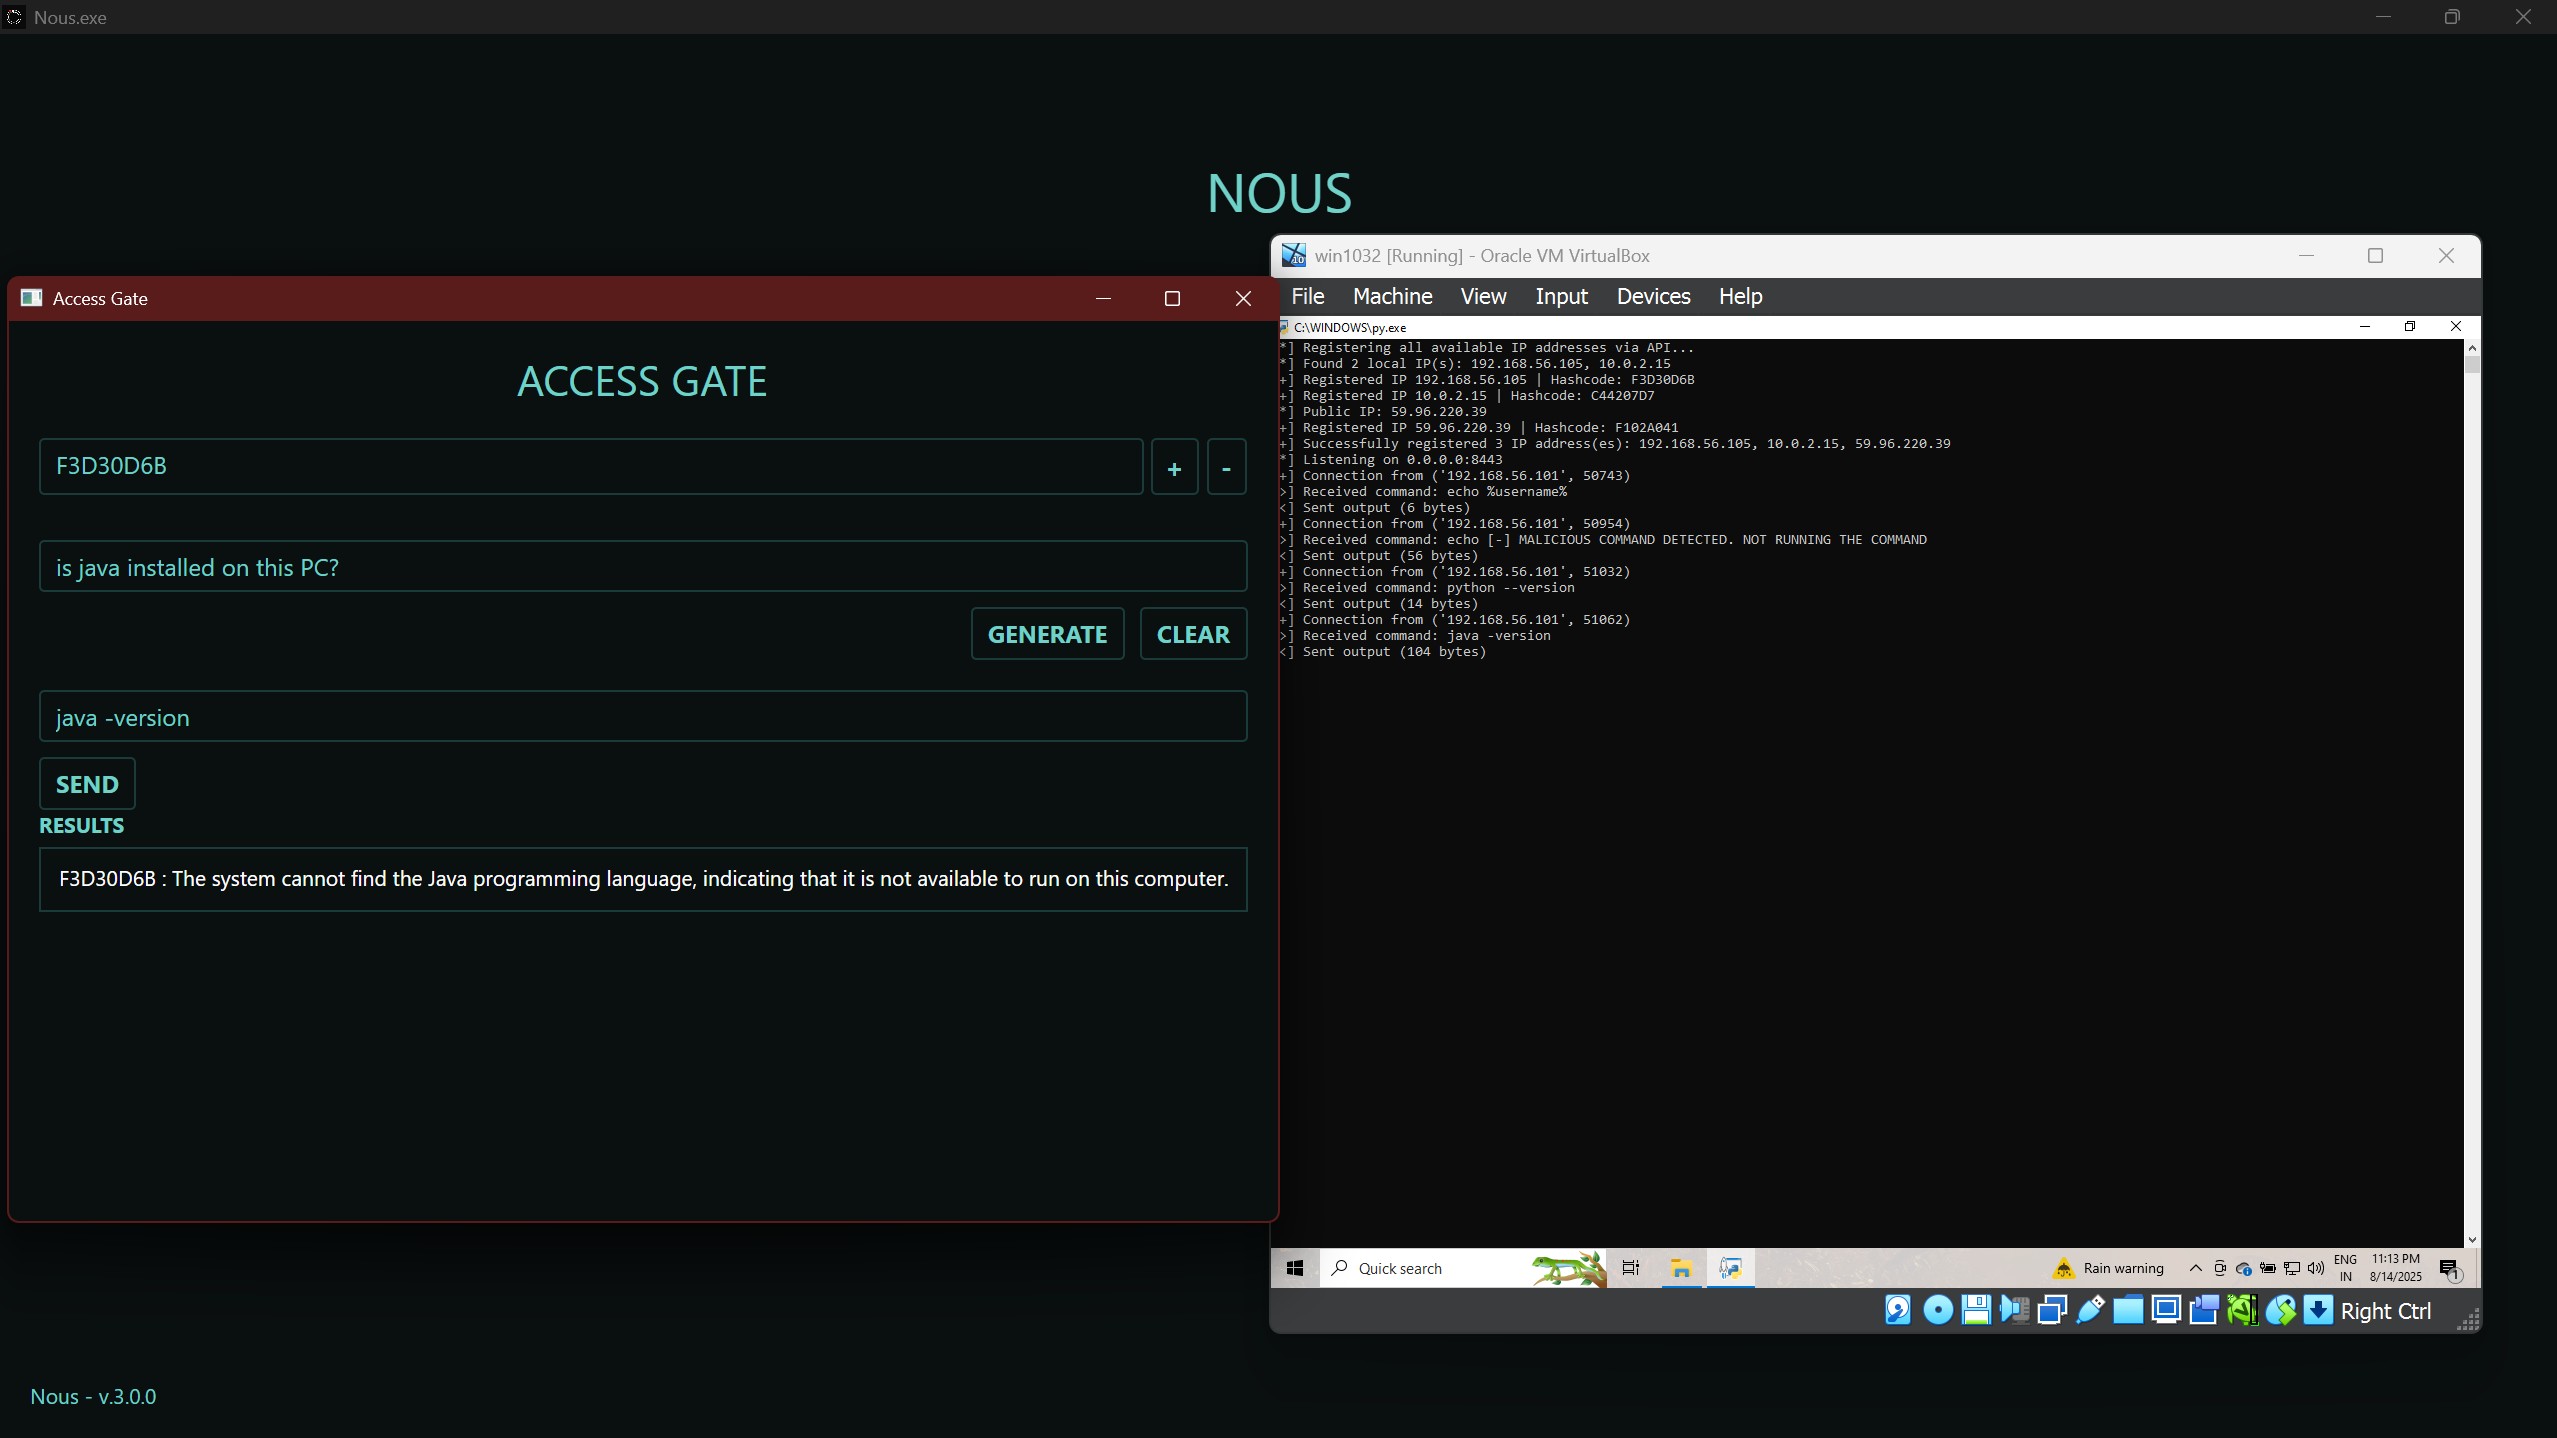 Nous.exe
NOUS
Access Gate
ACCESS GATE
F3D30D6B
+ -
is java installed on this PC?
GENERATE CLEAR
java -version
SEND
RESULTS
F3D30D6B : The system cannot find the Java programming language, indicating that it is not available to run on this computer.
Nous - v.3.0.0
win1032 [Running] - Oracle VM VirtualBox
File Machine View Input Devices Help
C:\WINDOWS\py.exe
*] Registering all available IP addresses via API...
*] Found 2 local IP(s): 192.168.56.105, 10.0.2.15
+] Registered IP 192.168.56.105 | Hashcode: F3D30D6B
+] Registered IP 10.0.2.15 | Hashcode: C44207D7
*] Public IP: 59.96.220.39
+] Registered IP 59.96.220.39 | Hashcode: F102A041
+] Successfully registered 3 IP address(es): 192.168.56.105, 10.0.2.15, 59.96.220.39
*] Listening on 0.0.0.0:8443
+] Connection from ('192.168.56.101', 50743)
>] Received command: echo %username%
<] Sent output (6 bytes)
+] Connection from ('192.168.56.101', 50954)
>] Received command: echo [-] MALICIOUS COMMAND DETECTED. NOT RUNNING THE COMMAND
<] Sent output (56 bytes)
+] Connection from ('192.168.56.101', 51032)
>] Received command: python --version
<] Sent output (14 bytes)
+] Connection from ('192.168.56.101', 51062)
>] Received command: java -version
<] Sent output (104 bytes)
Quick search
Rain warning
ENG
IN
11:13 PM
8/14/2025
1
Right Ctrl